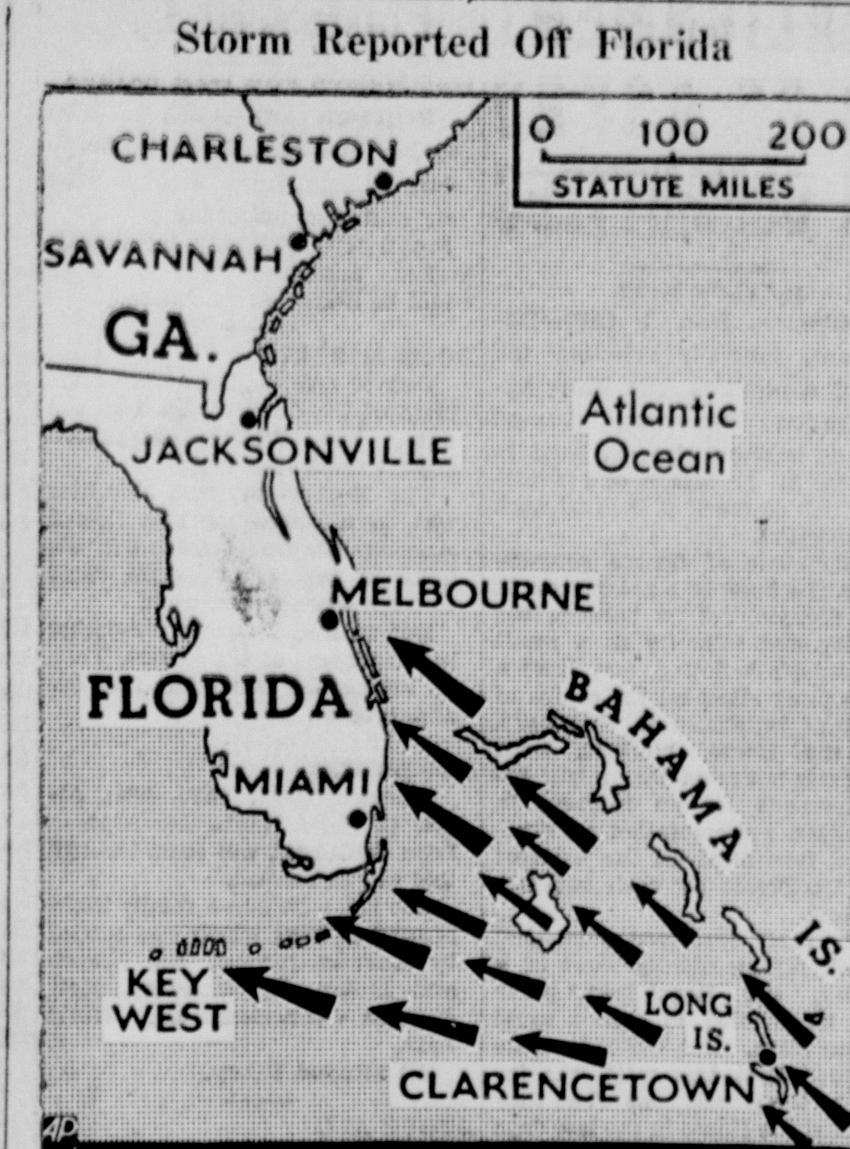 Storm Reported Off Florida
0 100 200
STATUTE MILES
CHARLESTON
SAVANNAH
GA.
Atlantic
Ocean
JACKSONVILLE
MELBOURNE
FLORIDA
BAHAMA
IS.
MIAMI
KEY
WEST
LONG
IS.
CLARENCETOWN
AP